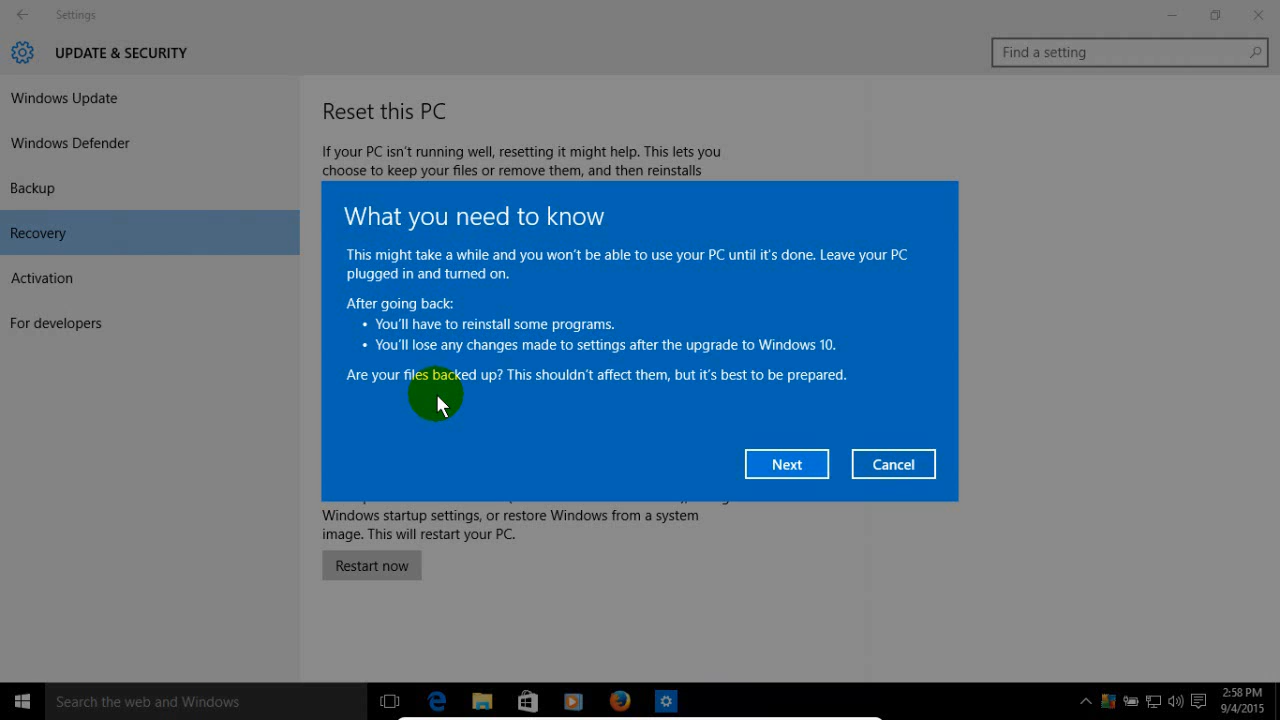 Settings
UPDATE & SECURITY
Find a setting
Windows Update
Windows Defender
Backup
Recovery
Activation
For developers
Reset this PC
If your PC isn't running well, resetting it might help. This lets you
choose to keep your files or remove them, and then reinstalls
What you need to know
This might take a while and you won't be able to use your PC until it's done. Leave your PC
plugged in and turned on.
After going back:
• You'll have to reinstall some programs.
• You'll lose any changes made to settings after the upgrade to Windows 10.
Are your files backed up? This shouldn't affect them, but it's best to be prepared.
Next
Cancel
Windows startup settings, or restore Windows from a system
image. This will restart your PC.
Restart now
Search the web and Windows
2:58 PM
9/4/2015